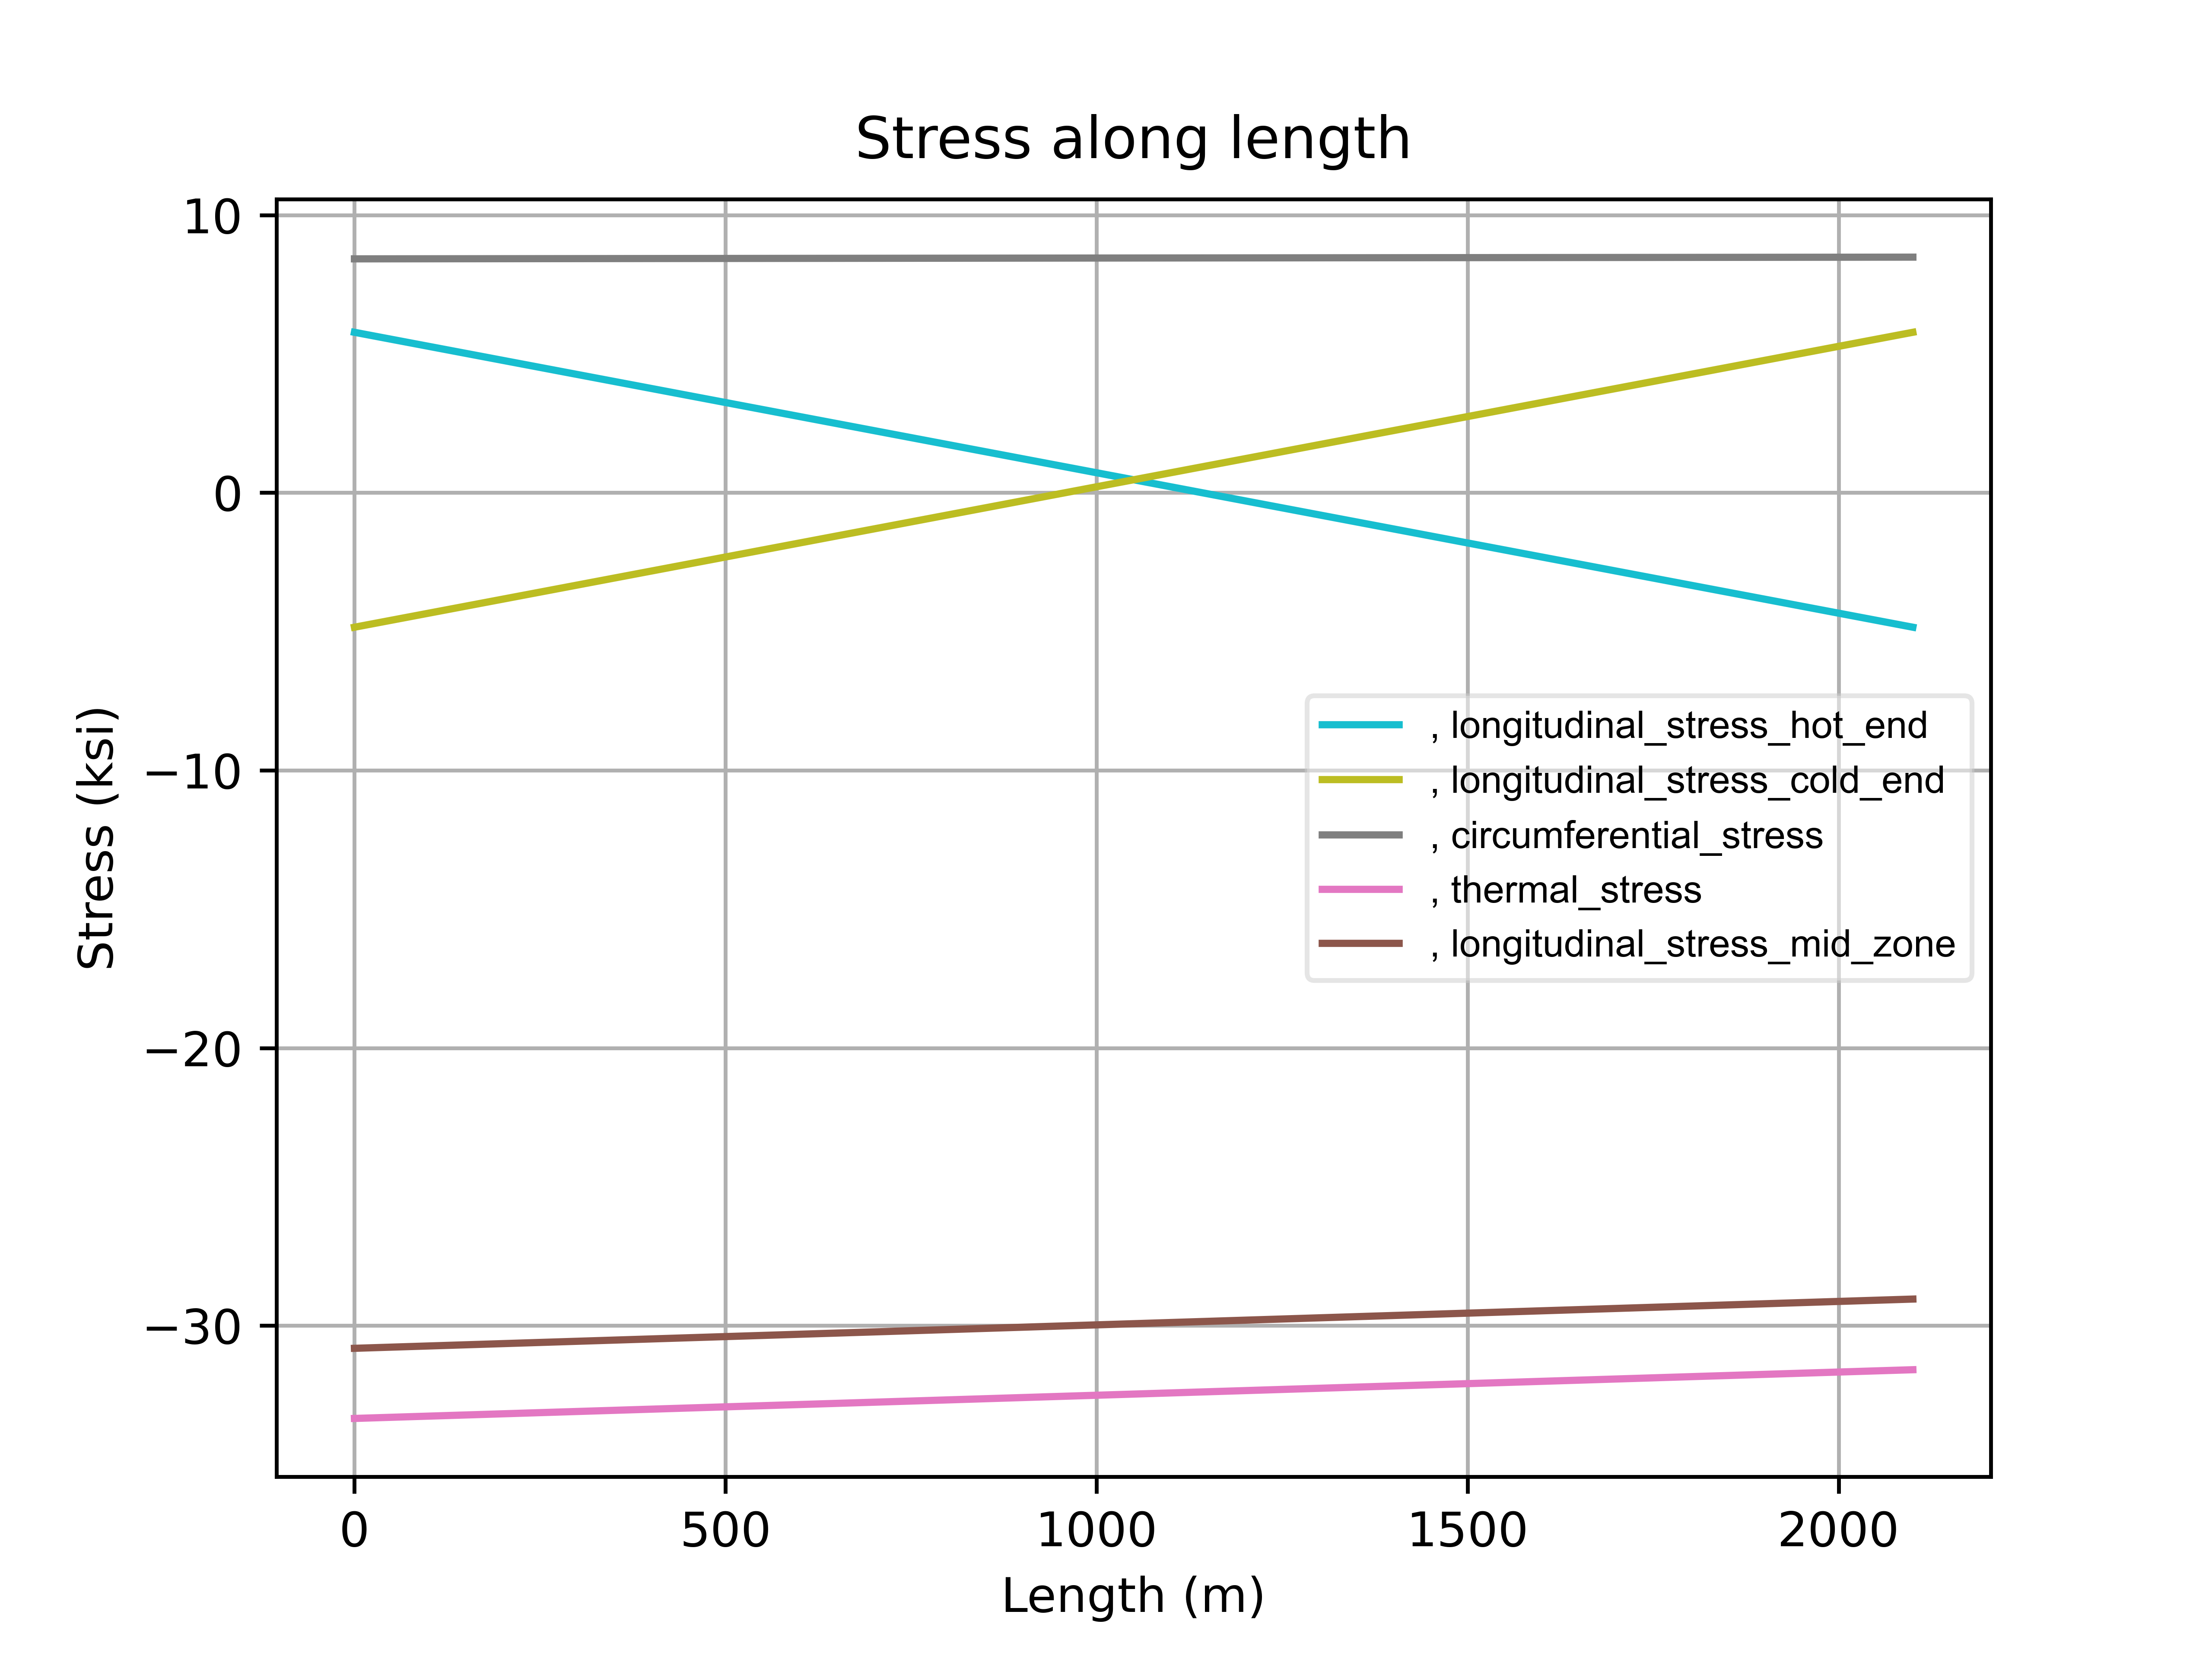 Stress along length
10
0
−10
−20
−30
Stress (ksi)
, longitudinal_stress_hot_end
, longitudinal_stress_cold_end
, circumferential_stress
, thermal_stress
, longitudinal_stress_mid_zone
0 500 1000 1500 2000
Length (m)